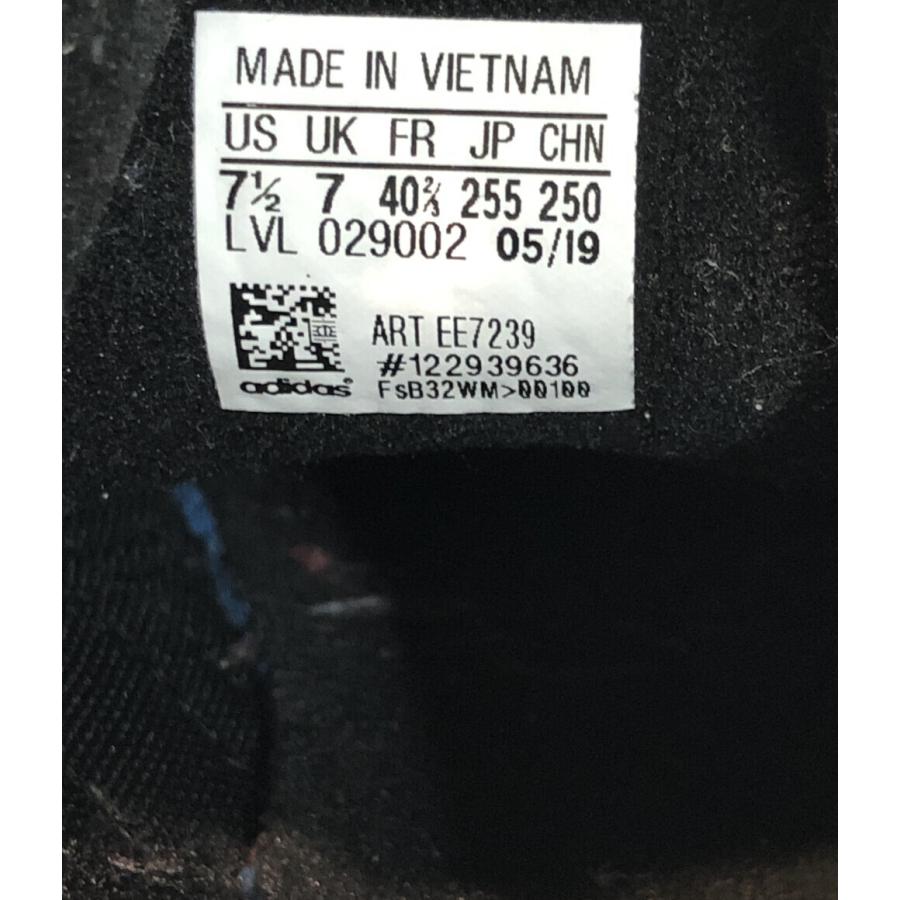 MADE IN VIETNAM
US UK FR JP CHN
7½ 7 40⅔ 255 250
LVL 029002 05/19
ART EE7239
#122939636
adidas® FsB32WM>00100